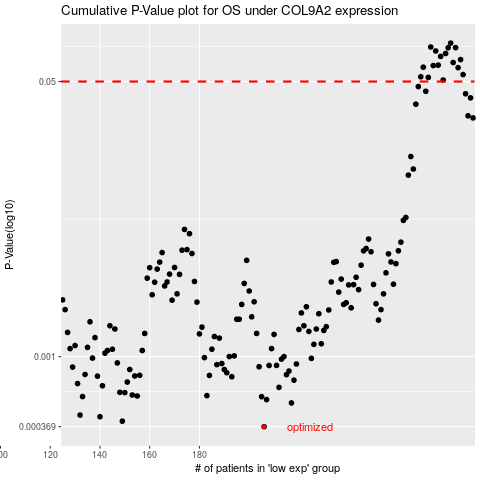 Cumulative P-Value plot for OS under COL9A2 expression
P-Value(log10)
0.05
0.001
0.000369
optimized
00 120 140 160 180
# of patients in 'low exp' group